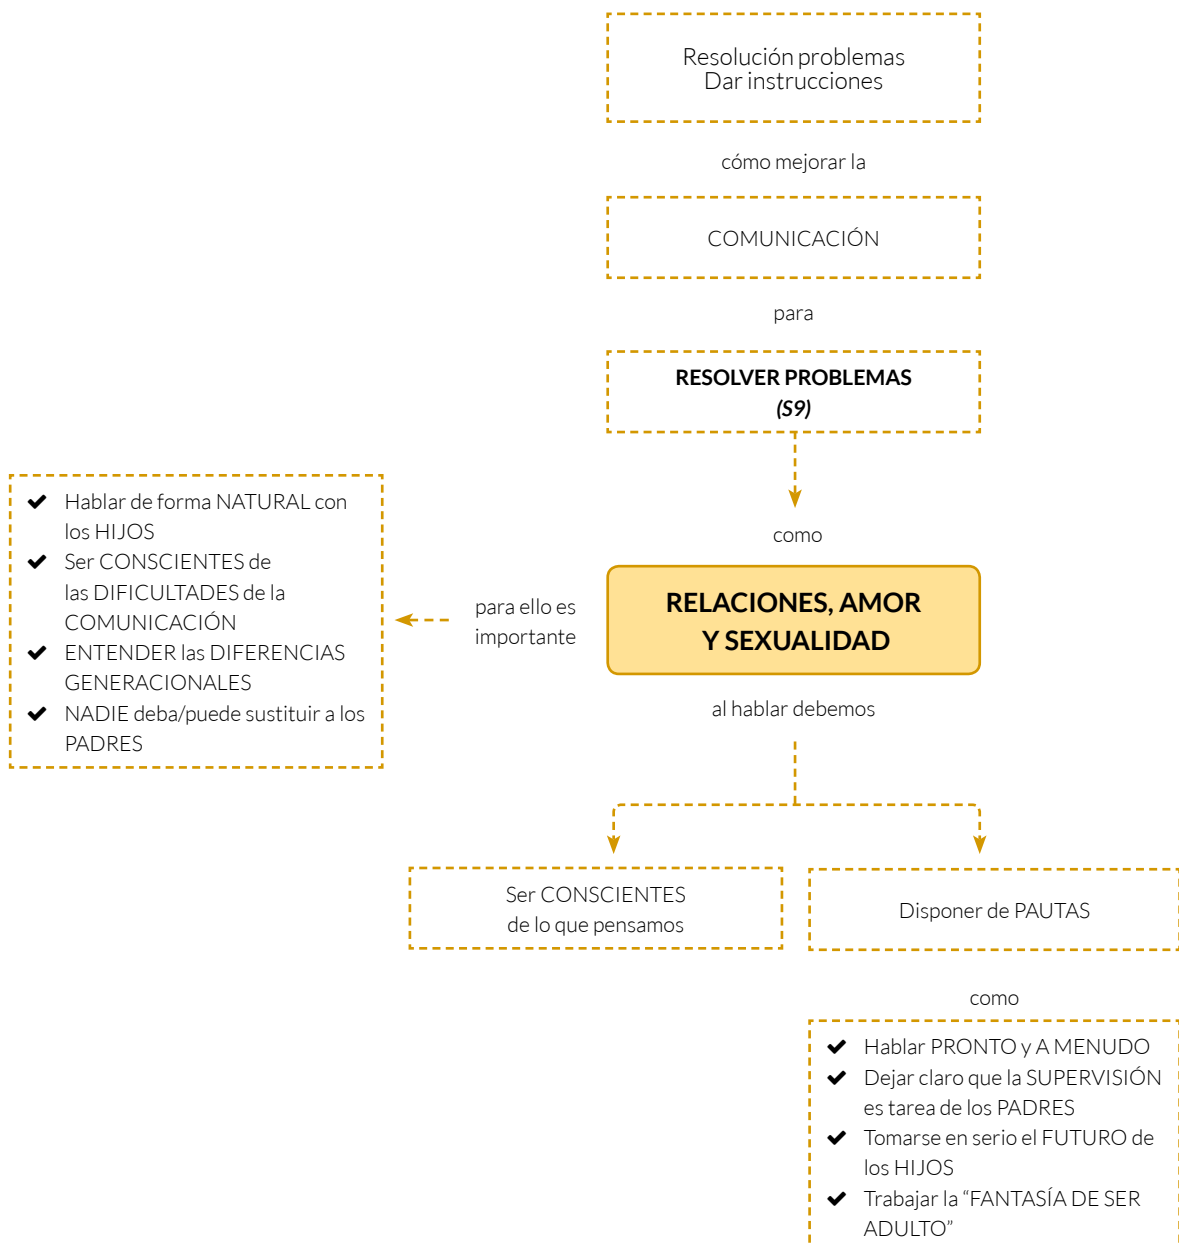 Resolución problemas
Dar instrucciones
cómo mejorar la
COMUNICACIÓN
para
RESOLVER PROBLEMAS
(S9)
como
✔ Hablar de forma NATURAL con
los HIJOS
✔ Ser CONSCIENTES de
las DIFICULTADES de la
COMUNICACIÓN
✔ ENTENDER las DIFERENCIAS
GENERACIONALES
✔ NADIE deba/puede sustituir a los
PADRES
para ello es
importante
RELACIONES, AMOR
Y SEXUALIDAD
al hablar debemos
Ser CONSCIENTES
de lo que pensamos
Disponer de PAUTAS
como
✔ Hablar PRONTO y A MENUDO
✔ Dejar claro que la SUPERVISIÓN
es tarea de los PADRES
✔ Tomarse en serio el FUTURO de
los HIJOS
✔ Trabajar la “FANTASÍA DE SER
ADULTO”